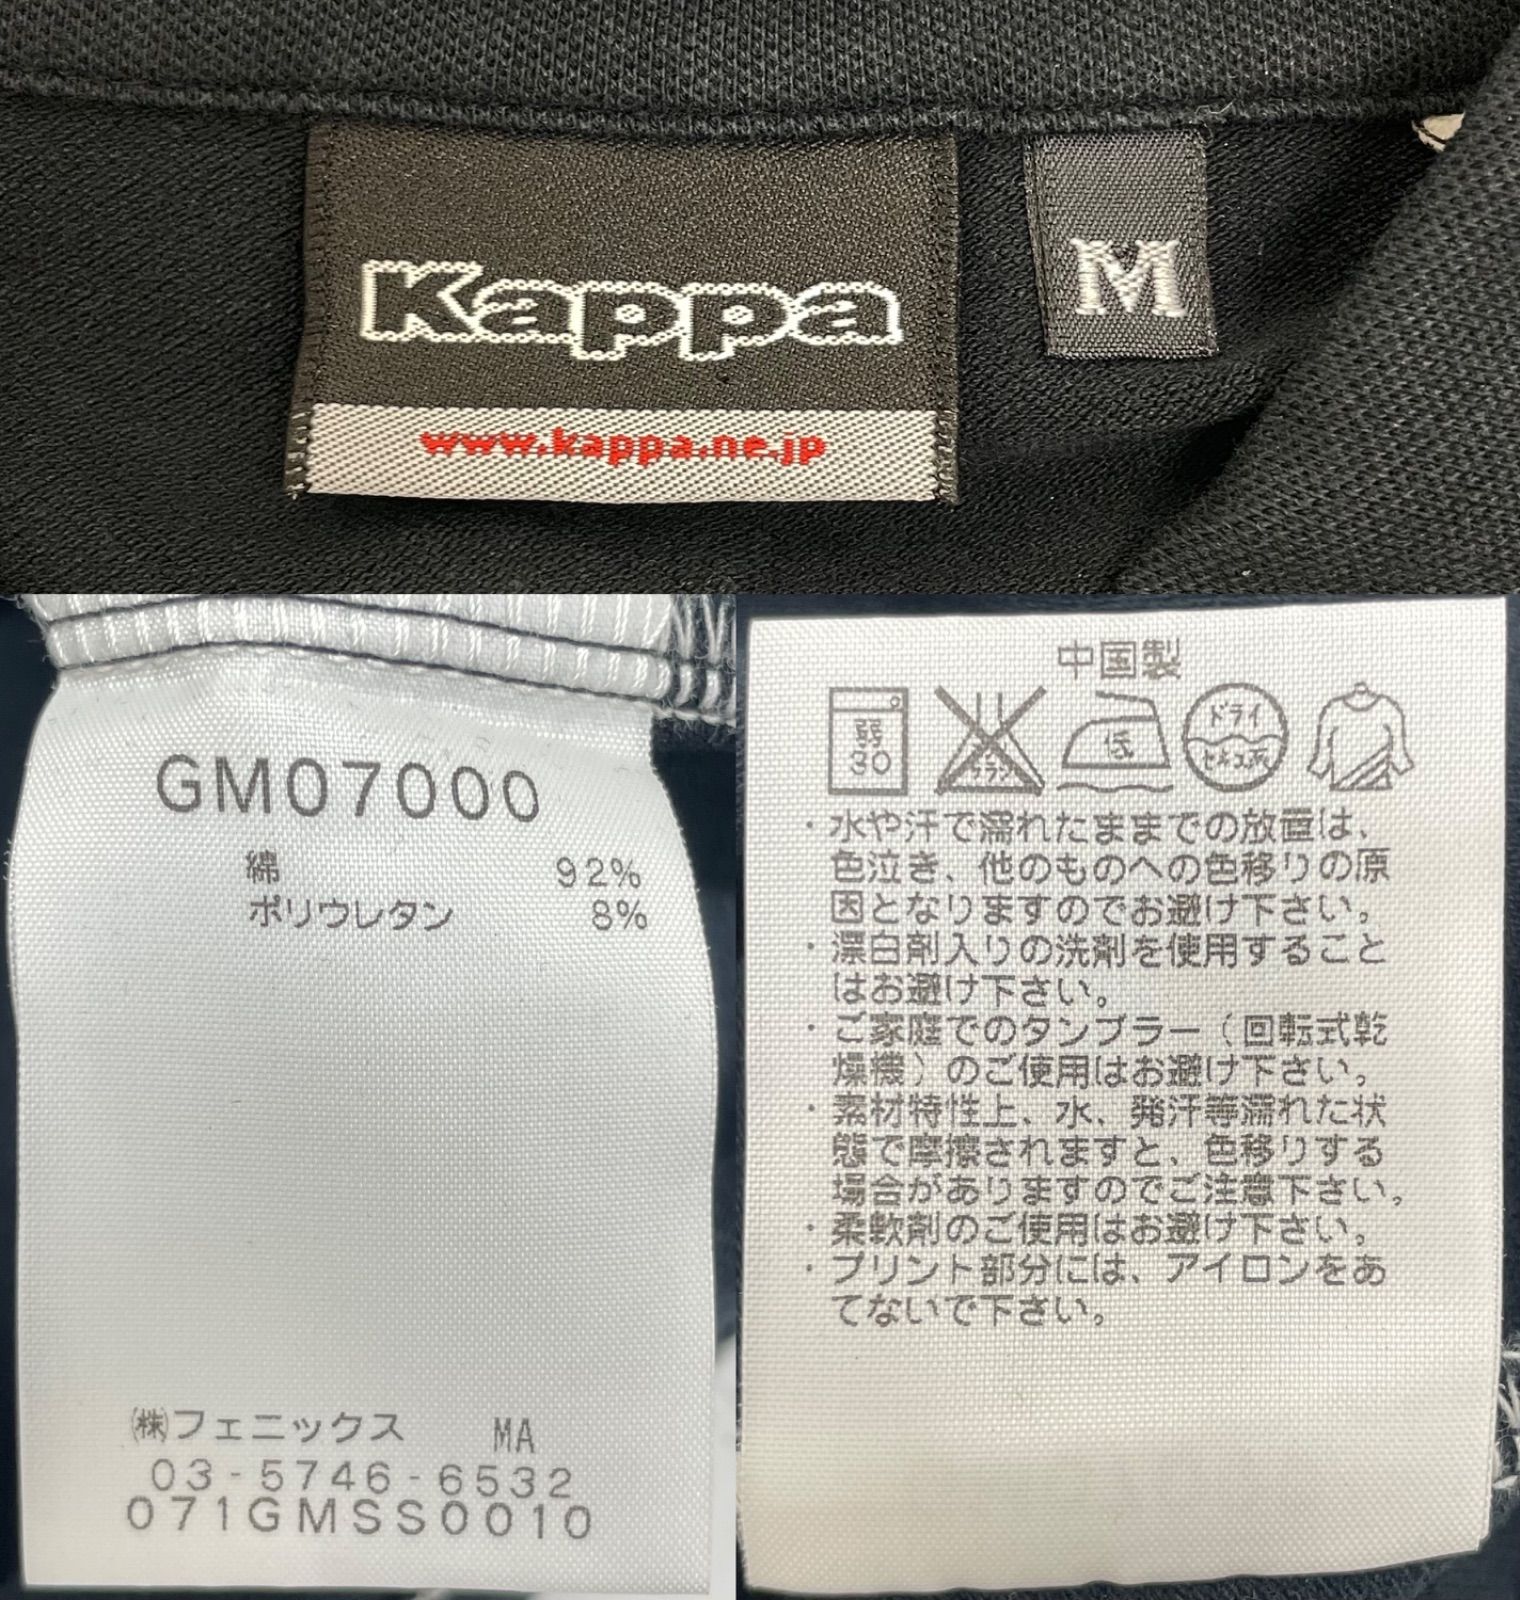 Kappa
www.kappa.ne.jp
M
GM07000
綿 92%
ポリウレタン 8%
㈱フェニックス MA
03-5746-6532
071GMSS0010
中国製
弱
30
エンソ
サラシ
低
ドライ
セキユ系
・水や汗で濡れたままでの放置は、
色泣き、他のものへの色移りの原
因となりますのでお避け下さい。
・漂白剤入りの洗剤を使用すること
はお避け下さい。
・ご家庭でのタンブラー(回転式乾
燥機)のご使用はお避け下さい。
・素材特性上、水、発汗等濡れた状
態で摩擦されますと、色移りする
場合がありますのでご注意下さい。
・柔軟剤のご使用はお避け下さい。
・プリント部分には、アイロンをあ
てないで下さい。